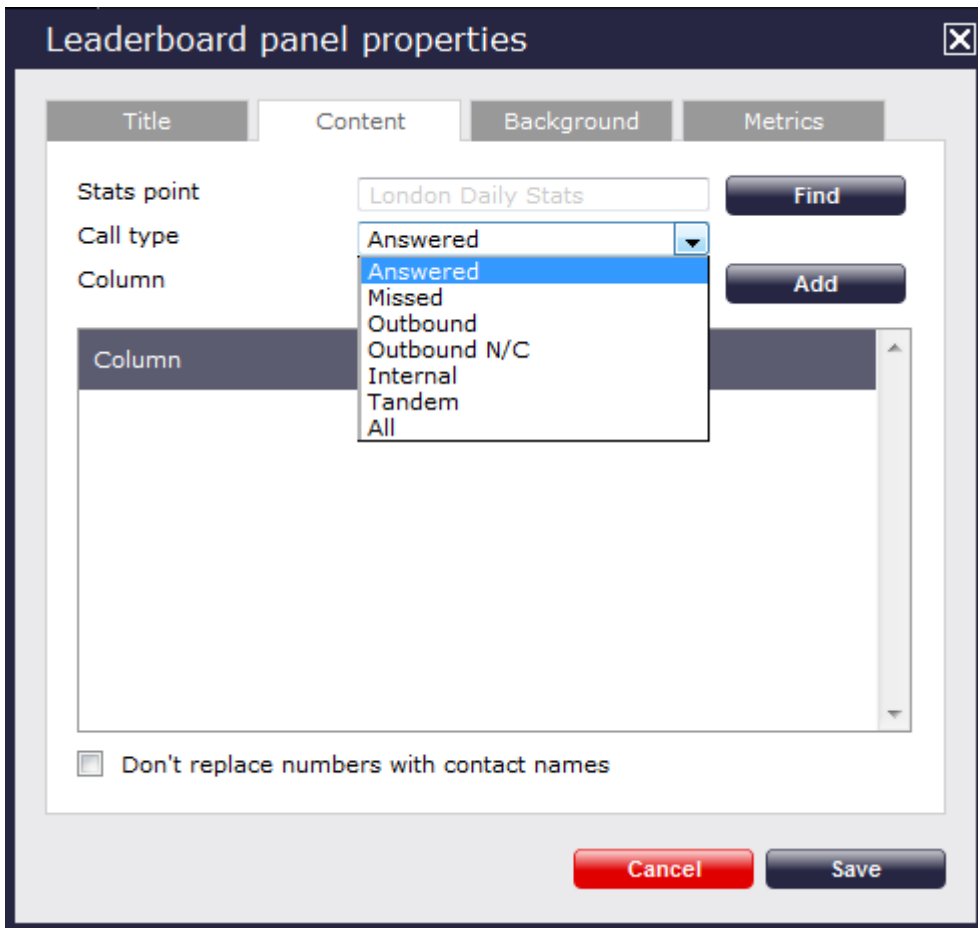 Leaderboard panel properties
Title Content Background Metrics
Stats point London Daily Stats Find
Call type Answered
Column Add
Answered
Missed
Outbound
Outbound N/C
Internal
Tandem
All
Column
Don't replace numbers with contact names
Cancel Save